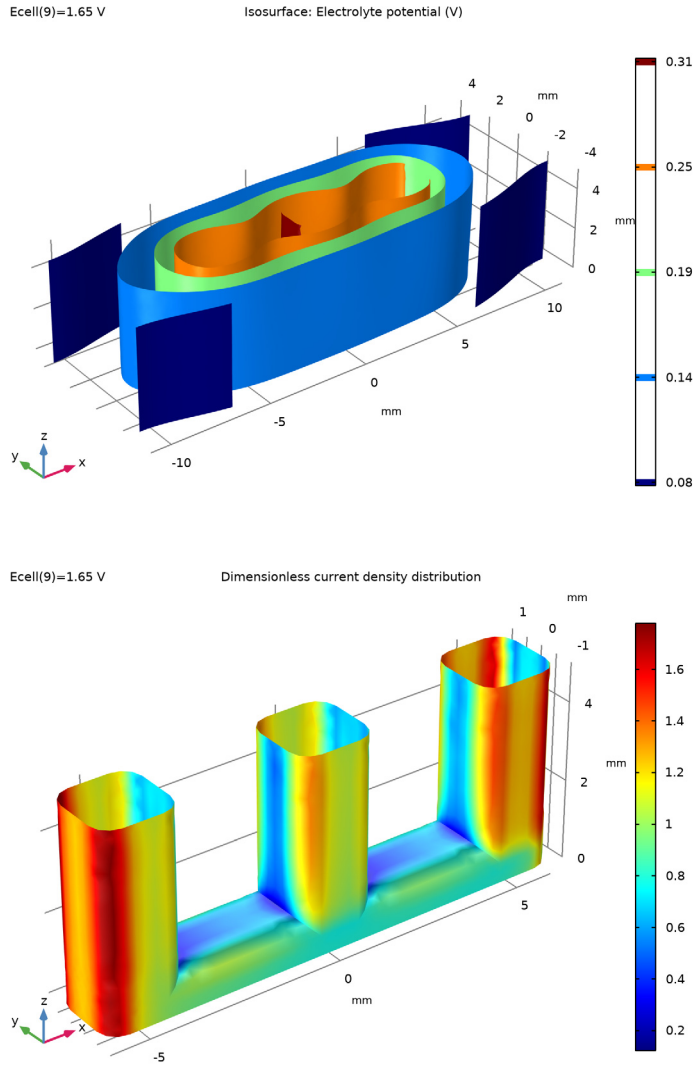 Ecell(9)=1.65 V Isosurface: Electrolyte potential (V)
0.31
4
mm
2
0
-2
-4
0.25
4
mm
2
0
0.19
10
5
0
mm
0.14
-5
-10
0.08
z
y
x
Ecell(9)=1.65 V Dimensionless current density distribution
mm
1
0
-1
1.6
4
1.4
mm
1.2
2
1
0
0.8
5
0.6
0
mm
0.4
-5
0.2
z
y
x